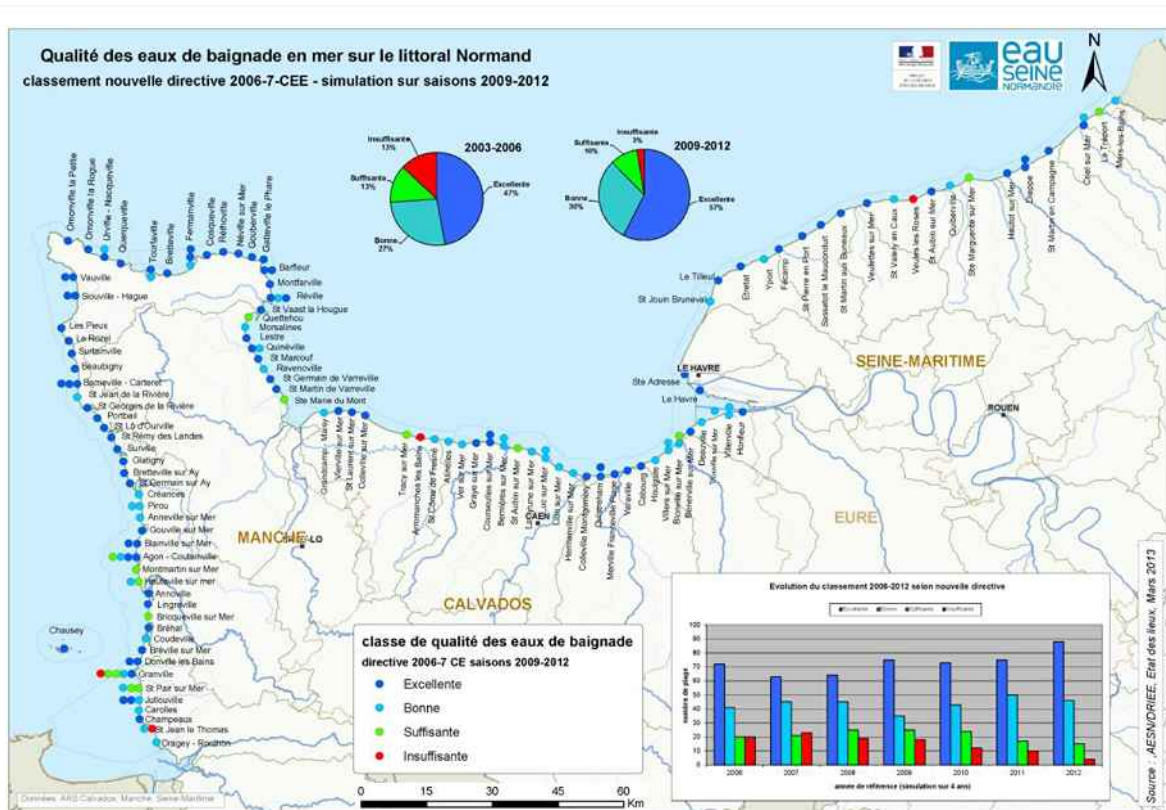 Qualité des eaux de baignade en mer sur le littoral Normand
classement nouvelle directive 2006-7-CEE - simulation sur saisons 2009-2012
eau
SEINE
NORMANDIE
N
2003-2006
Insuffisante
13%
Suffisante
13%
Bonne
27%
Excellente
47%
2009-2012
Insuffisante
3%
Suffisante
10%
Bonne
30%
Excellente
57%
Omonville la Petite
Omonville la Rogue
Urville - Nacqueville
Querqueville
Tourlaville
Bretteville
Fermanville
Cosqueville
Réthoville
Néville sur Mer
Gouberville
Gatteville le Phare
Barfleur
Montfarville
Réville
St Vaast la Hougue
Quettehou
Morsalines
Lestre
Quinéville
St Marcouf
Ravenoville
St Germain de Varreville
St Martin de Varreville
Ste Marie du Mont
Vauville
Siouville - Hague
Les Pieux
Le Rozel
Surtainville
Beaubigny
Barneville - Carteret
St Jean de la Rivière
St Georges de la Rivière
Portbail
St Lô d'Ourville
St Rémy des Landes
Surville
Glatigny
Bretteville sur Ay
St Germain sur Ay
Créances
Pirou
Anneville sur Mer
Gouville sur Mer
Blainville sur Mer
Agon - Coutainville
Montmartin sur Mer
Hauteville sur mer
Annoville
Lingreville
Bricqueville sur Mer
Bréhal
Coudeville
Bréville sur Mer
Donville les Bains
Granville
St Pair sur Mer
Jullouville
Carolles
Champeaux
St Jean le Thomas
Dragey - Ronthon
Chausey
Grandcamp - Maisy
Vierville sur Mer
St Laurent sur Mer
Colleville sur Mer
Tracy sur Mer
Arromanches les Bains
St Côme de Fresné
Asnelles
Ver sur Mer
Graye sur Mer
Courseulles sur Mer
Bernières sur Mer
St Aubin sur Mer
Langrune sur Mer
Luc sur Mer
Lion sur Mer
Hermanville sur Mer
Colleville Montgomery
Ouistreham
Merville Franceville Plage
Varaville
Cabourg
Houlgate
Villers sur Mer
Blonville sur Mer
Benerville sur Mer
Deauville
Trouville sur Mer
Villerville
Honfleur
Le Havre
Ste Adresse
LE HAVRE
St Jouin Bruneval
Le Tilleul
Etretat
Yport
Fécamp
St Pierre en Port
Sassetot le Mauconduit
St Martin aux Buneaux
Veulettes sur Mer
St Valery en Caux
Veules les Roses
St Aubin sur Mer
Quiberville
Ste Marguerite sur Mer
Hautot sur Mer
Dieppe
St Martin en Campagne
Criel sur Mer
Le Tréport
Mers-les-Bains
SEINE-MARITIME
ROUEN
EURE
MANCHE
CAEN
CALVADOS
classe de qualité des eaux de baignade
directive 2006-7 CE saisons 2009-2012
Excellente
Bonne
Suffisante
Insuffisante
0 15 30 45 60
Km
Evolution du classement 2006-2012 selon nouvelle directive
Excellente Bonne Suffisante Insuffisante
nombre de plage
100
90
80
70
60
50
40
30
20
10
0
2006 2007 2008 2009 2010 2011 2012
année de référence (simulation sur 4 ans)
Source : ,AESN/DRIEE, Etat des lieux, Mars 2013
Données: ARS Calvados, Manche, Seine-Maritime